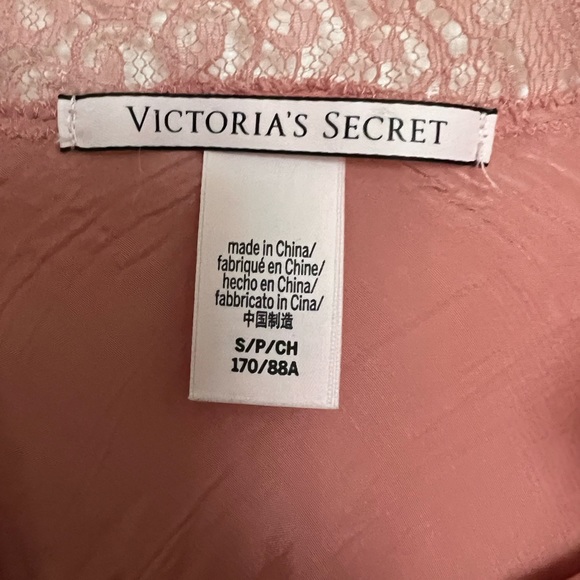 VICTORIA'S SECRET
made in China/
fabriqué en Chine/
hecho en China/
fabbricato in Cina/
中国制造
S/P/CH
170/88A